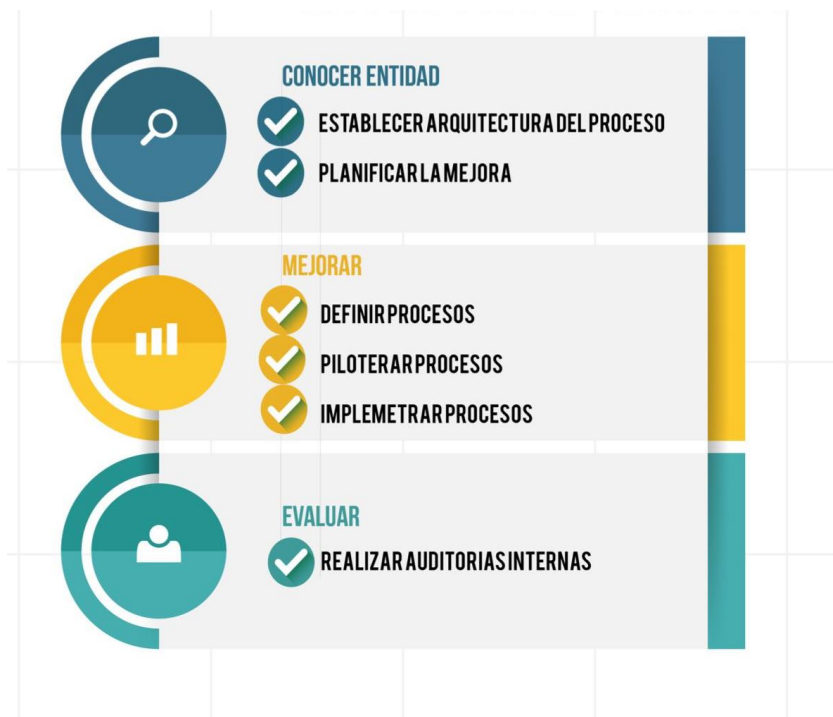 CONOCER ENTIDAD
ESTABLECER ARQUITECTURA DEL PROCESO
PLANIFICAR LA MEJORA
MEJORAR
DEFINIR PROCESOS
PILOTERAR PROCESOS
IMPLEMETRAR PROCESOS
EVALUAR
REALIZAR AUDITORIAS INTERNAS